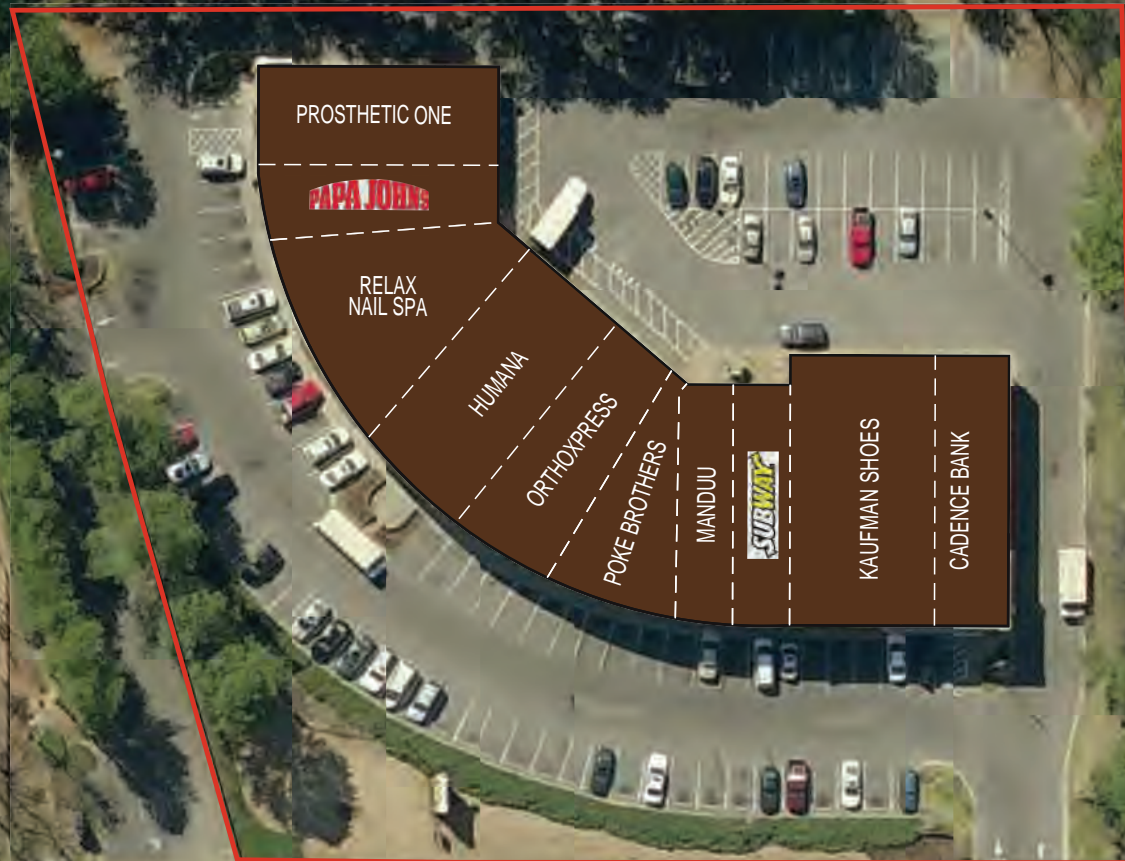 PROSTHETIC ONE
PAPA JOHNS
RELAX
NAIL SPA
HUMANA
ORTHOXPRESS
POKE BROTHERS
MANDUU
SUBWAY
KAUFMAN SHOES
CADENCE BANK